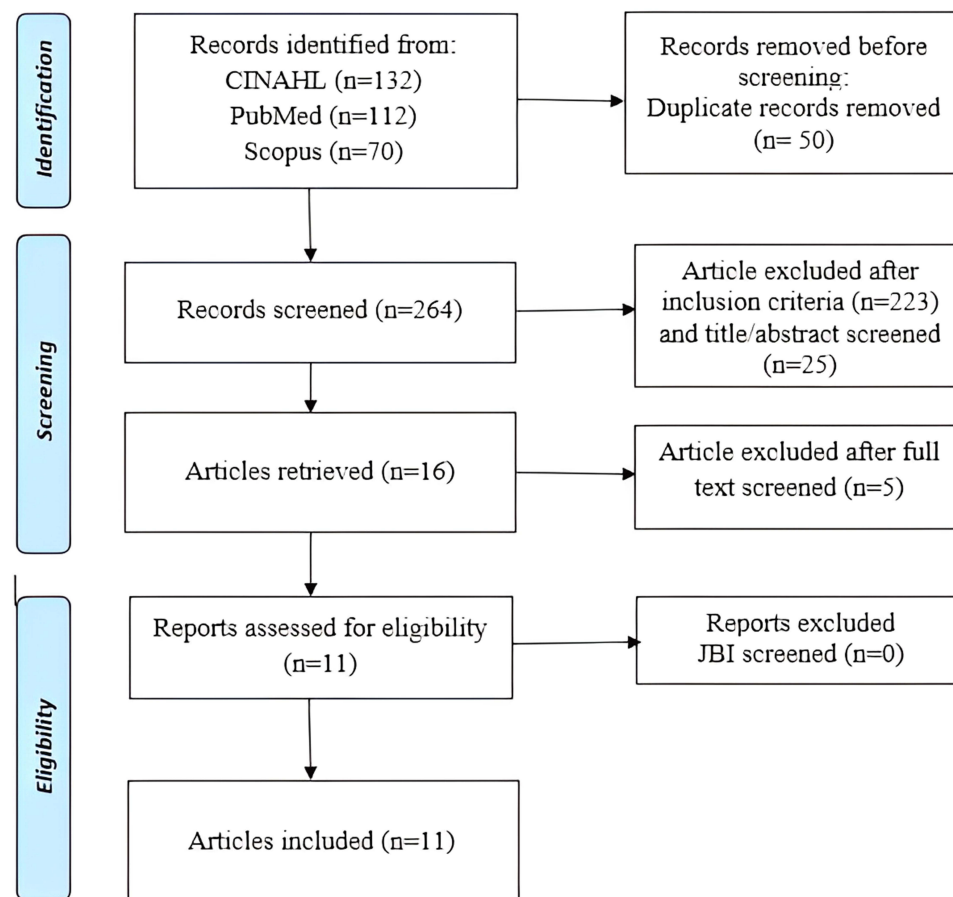 Identification
Records identified from:
CINAHL (n=132)
PubMed (n=112)
Scopus (n=70)
Records removed before
screening:
Duplicate records removed
(n= 50)
Screening
Records screened (n=264)
Article excluded after
inclusion criteria (n=223)
and title/abstract screened
(n=25)
Articles retrieved (n=16)
Article excluded after full
text screened (n=5)
Eligibility
Reports assessed for eligibility
(n=11)
Reports excluded
JBI screened (n=0)
Articles included (n=11)